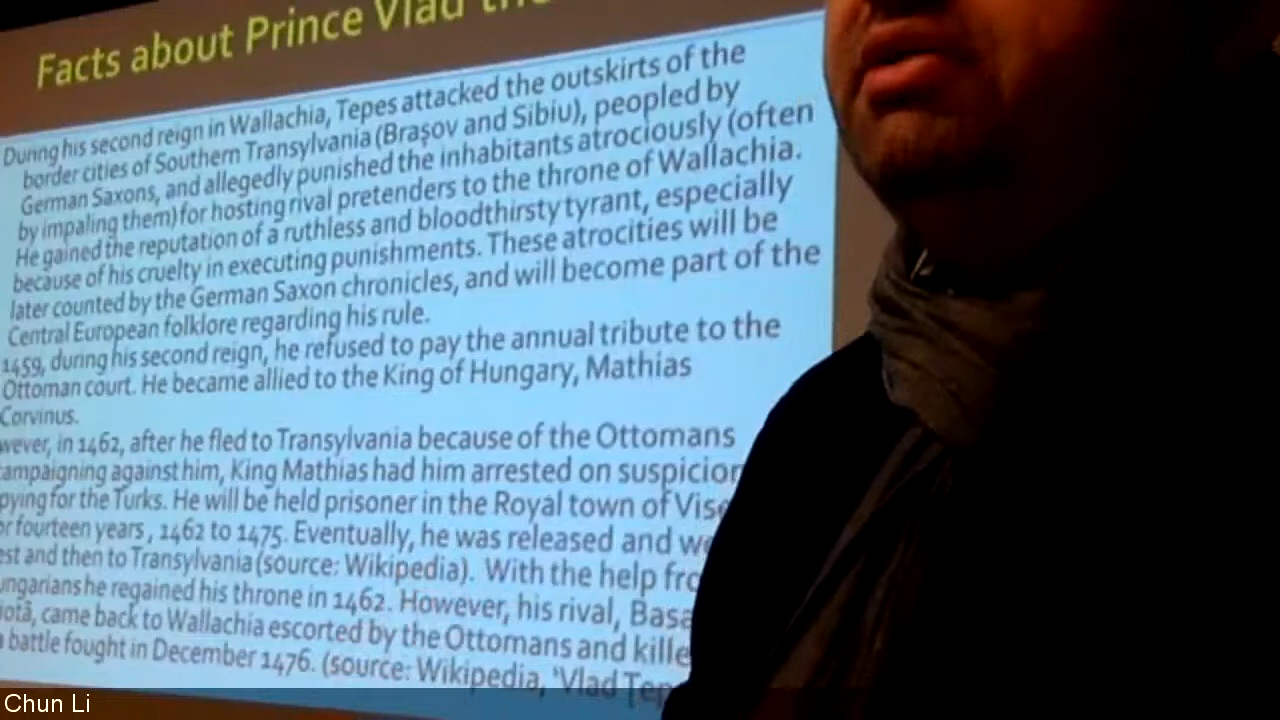 Facts about Prince Vlad the
During his second reign in Wallachia, Tepes attacked the outskirts of the
border cities of Southern Transylvania (Braşov and Sibiu), peopled by
German Saxons, and allegedly punished the inhabitants atrociously (often
by impaling them) for hosting rival pretenders to the throne of Wallachia.
He gained the reputation of a ruthless and bloodthirsty tyrant, especially
because of his cruelty in executing punishments. These atrocities will be
later counted by the German Saxon chronicles, and will become part of the
Central European folklore regarding his rule.
1459, during his second reign, he refused to pay the annual tribute to the
Ottoman court. He became allied to the King of Hungary, Mathias
Corvinus.
wever, in 1462, after he fled to Transylvania because of the Ottomans
ampaigning against him, King Mathias had him arrested on suspicion
pying for the Turks. He will be held prisoner in the Royal town of Vise
or fourteen years , 1462 to 1475. Eventually, he was released and we
est and then to Transylvania (source: Wikipedia). With the help fro
ungarians he regained his throne in 1462. However, his rival, Basa
iotă, came back to Wallachia escorted by the Ottomans and kille
a battle fought in December 1476. (source: Wikipedia, 'Vlad Tep
Chun Li